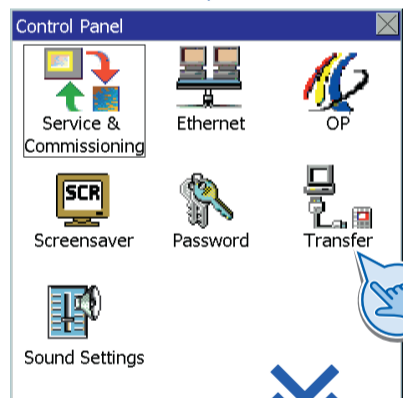 Control Panel
Service &
Commissioning
Ethernet
OP
SCR
Screensaver
Password
Transfer
Sound Settings